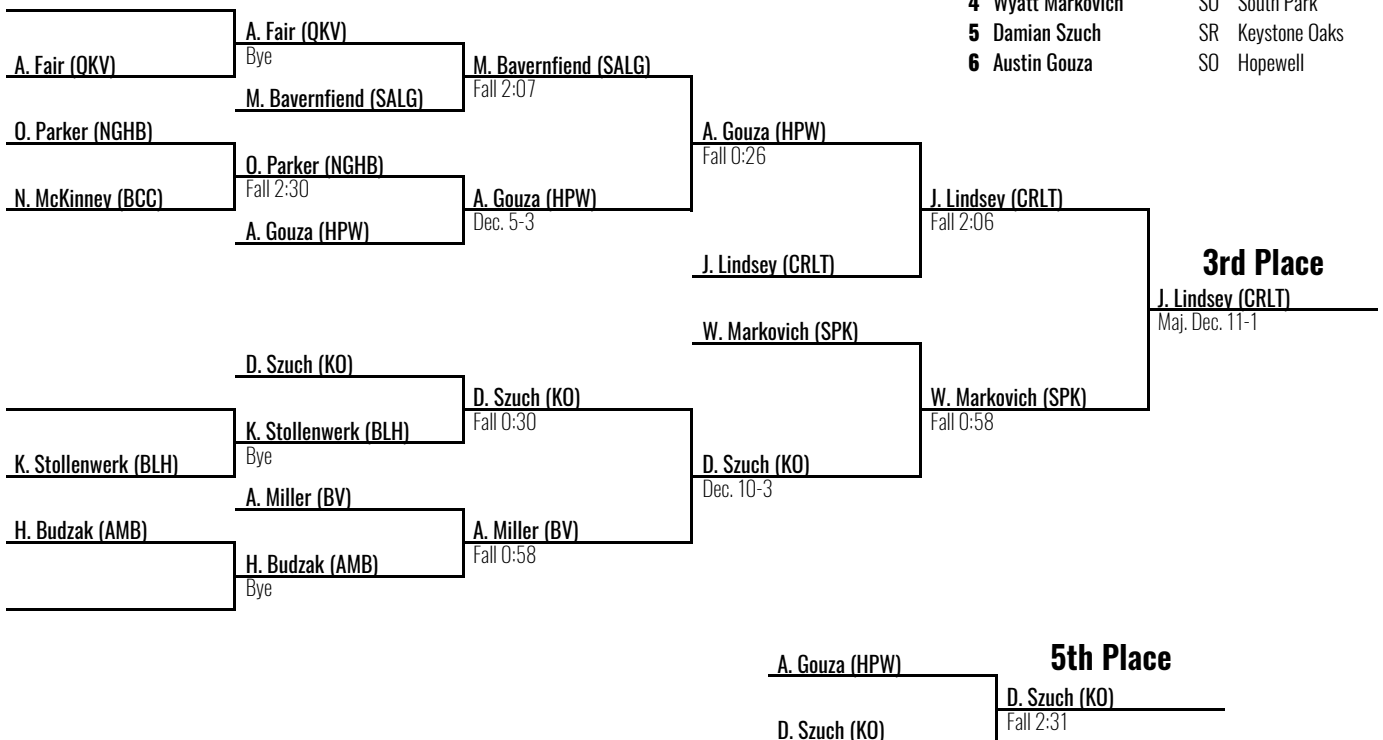 4 Wyatt Markovich SO South Park
5 Damian Szuch SR Keystone Oaks
6 Austin Gouza SO Hopewell
A. Fair (QKV)
A. Fair (QKV)
Bye
M. Bavernfiend (SALG)
M. Bavernfiend (SALG)
Fall 2:07
O. Parker (NGHB)
N. McKinney (BCC)
O. Parker (NGHB)
Fall 2:30
A. Gouza (HPW)
A. Gouza (HPW)
Dec. 5-3
A. Gouza (HPW)
Fall 0:26
J. Lindsey (CRLT)
J. Lindsey (CRLT)
Fall 2:06
3rd Place
J. Lindsey (CRLT)
Maj. Dec. 11-1
W. Markovich (SPK)
W. Markovich (SPK)
Fall 0:58
D. Szuch (KO)
K. Stollenwerk (BLH)
K. Stollenwerk (BLH)
Bye
D. Szuch (KO)
Fall 0:30
D. Szuch (KO)
Dec. 10-3
A. Miller (BV)
H. Budzak (AMB)
H. Budzak (AMB)
Bye
A. Miller (BV)
Fall 0:58
5th Place
A. Gouza (HPW)
D. Szuch (KO)
D. Szuch (KO)
Fall 2:31